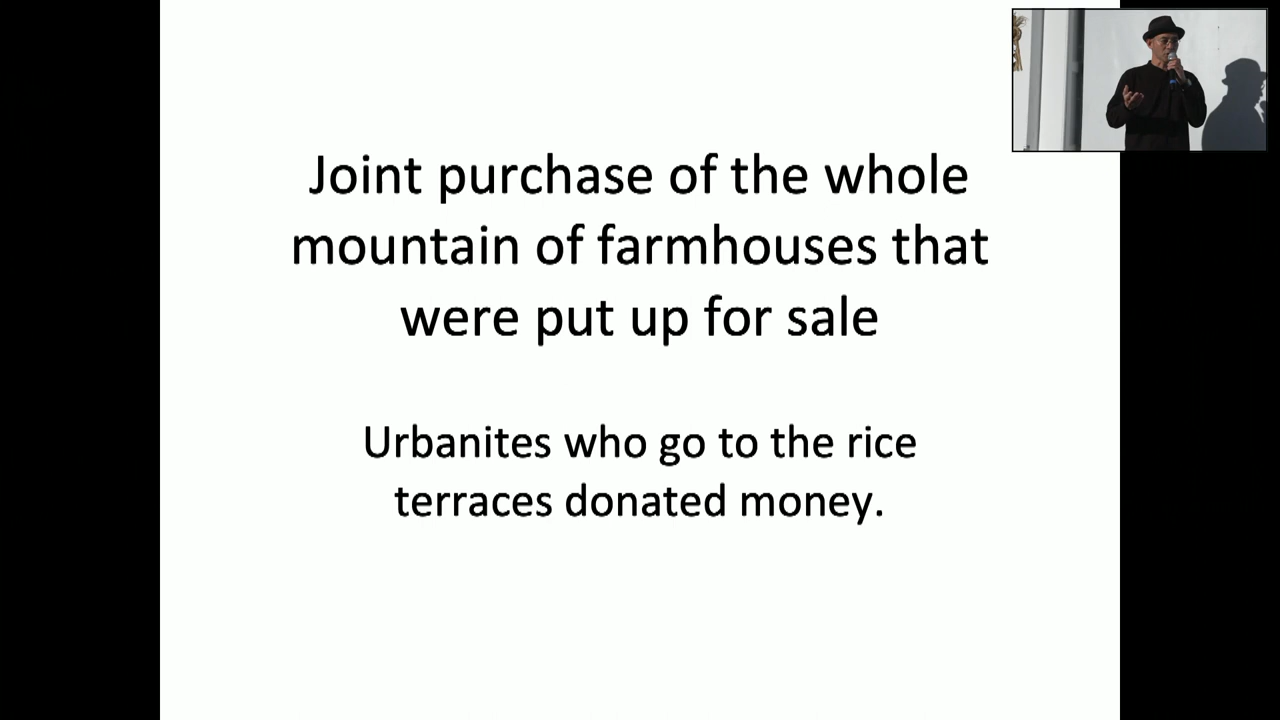 Joint purchase of the whole
mountain of farmhouses that
were put up for sale
Urbanites who go to the rice
terraces donated money.